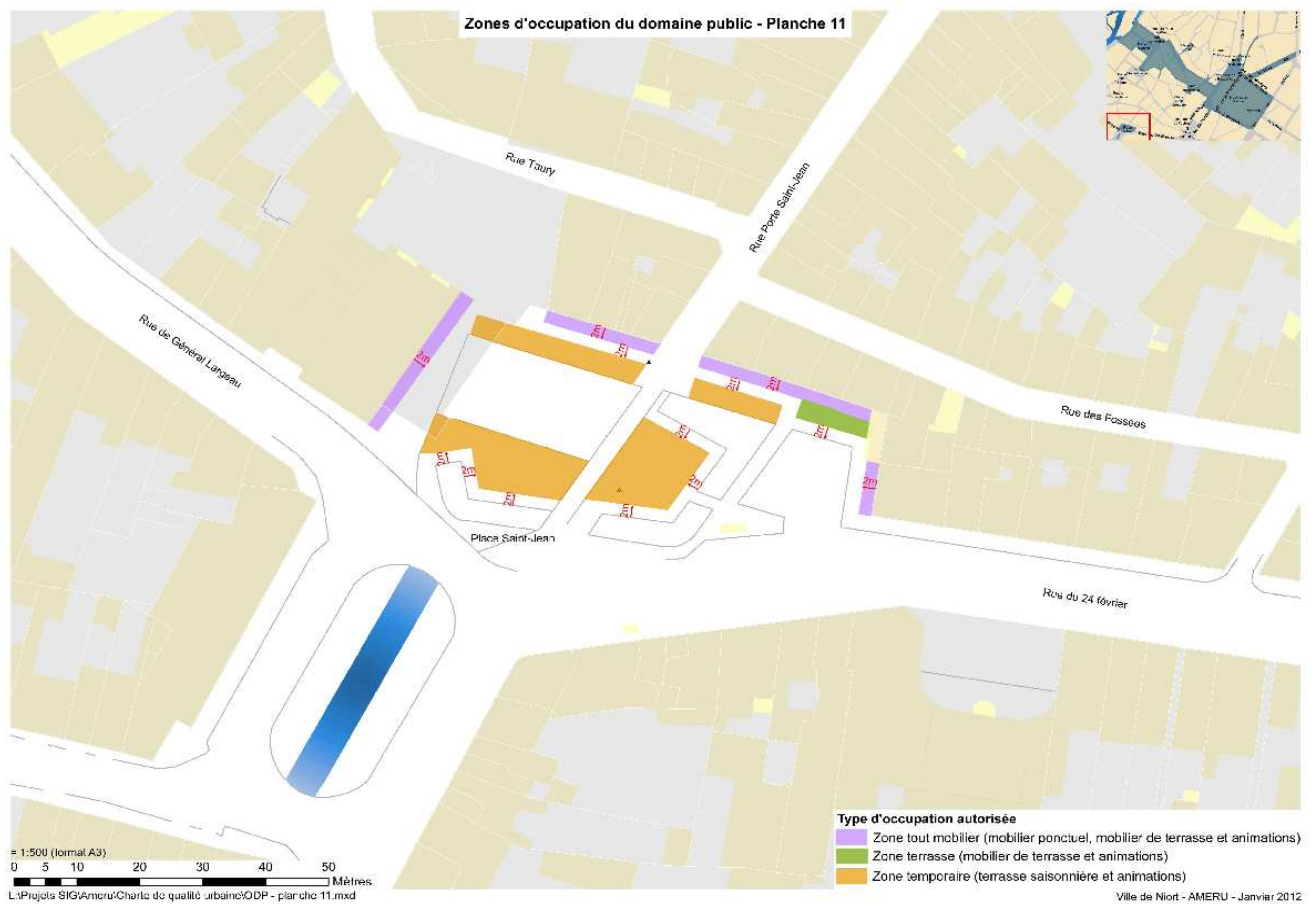 Zones d'occupation du domaine public - Planche 11
Rue Taury
Rue Porte Saint-Jean
Rue de Général Largeau
2m
2m
2m
2m
2m
2m
Rue des Fossées
2m
2m
2m
2m
2m
2m
2m
2m
Place Saint-Jean
Rue du 24 février
Type d'occupation autorisée
Zone tout mobilier (mobilier ponctuel, mobilier de terrasse et animations)
Zone terrasse (mobilier de terrasse et animations)
Zone temporaire (terrasse saisonnière et animations)
= 1:500 (format A3)
0 5 10 20 30 40 50
Mètres
L:\Projets SIG\Ameru\Charte de qualité urbaine\ODP - planche 11.mxd
Ville de Niort - AMERU - Janvier 2012